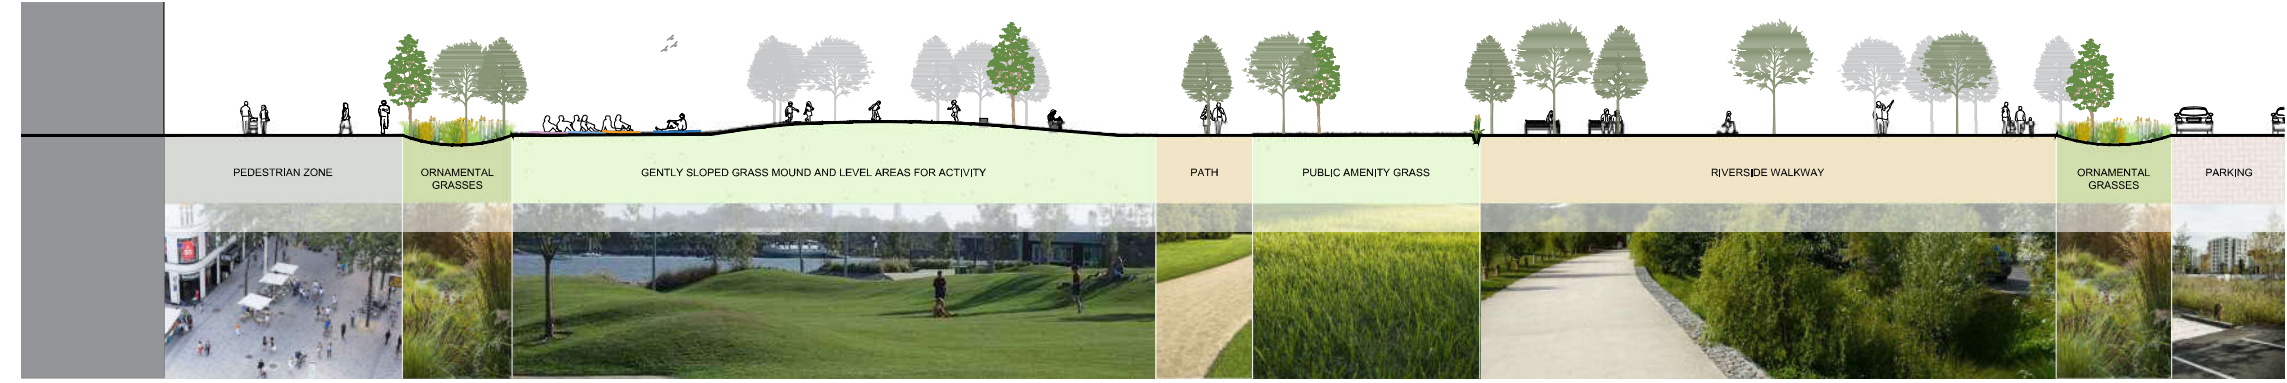 PEDESTRIAN ZONE
ORNAMENTAL
GRASSES
GENTLY SLOPED GRASS MOUND AND LEVEL AREAS FOR ACTIVITY
PATH
PUBLIC AMENITY GRASS
RIVERSIDE WALKWAY
ORNAMENTAL
GRASSES
PARKING